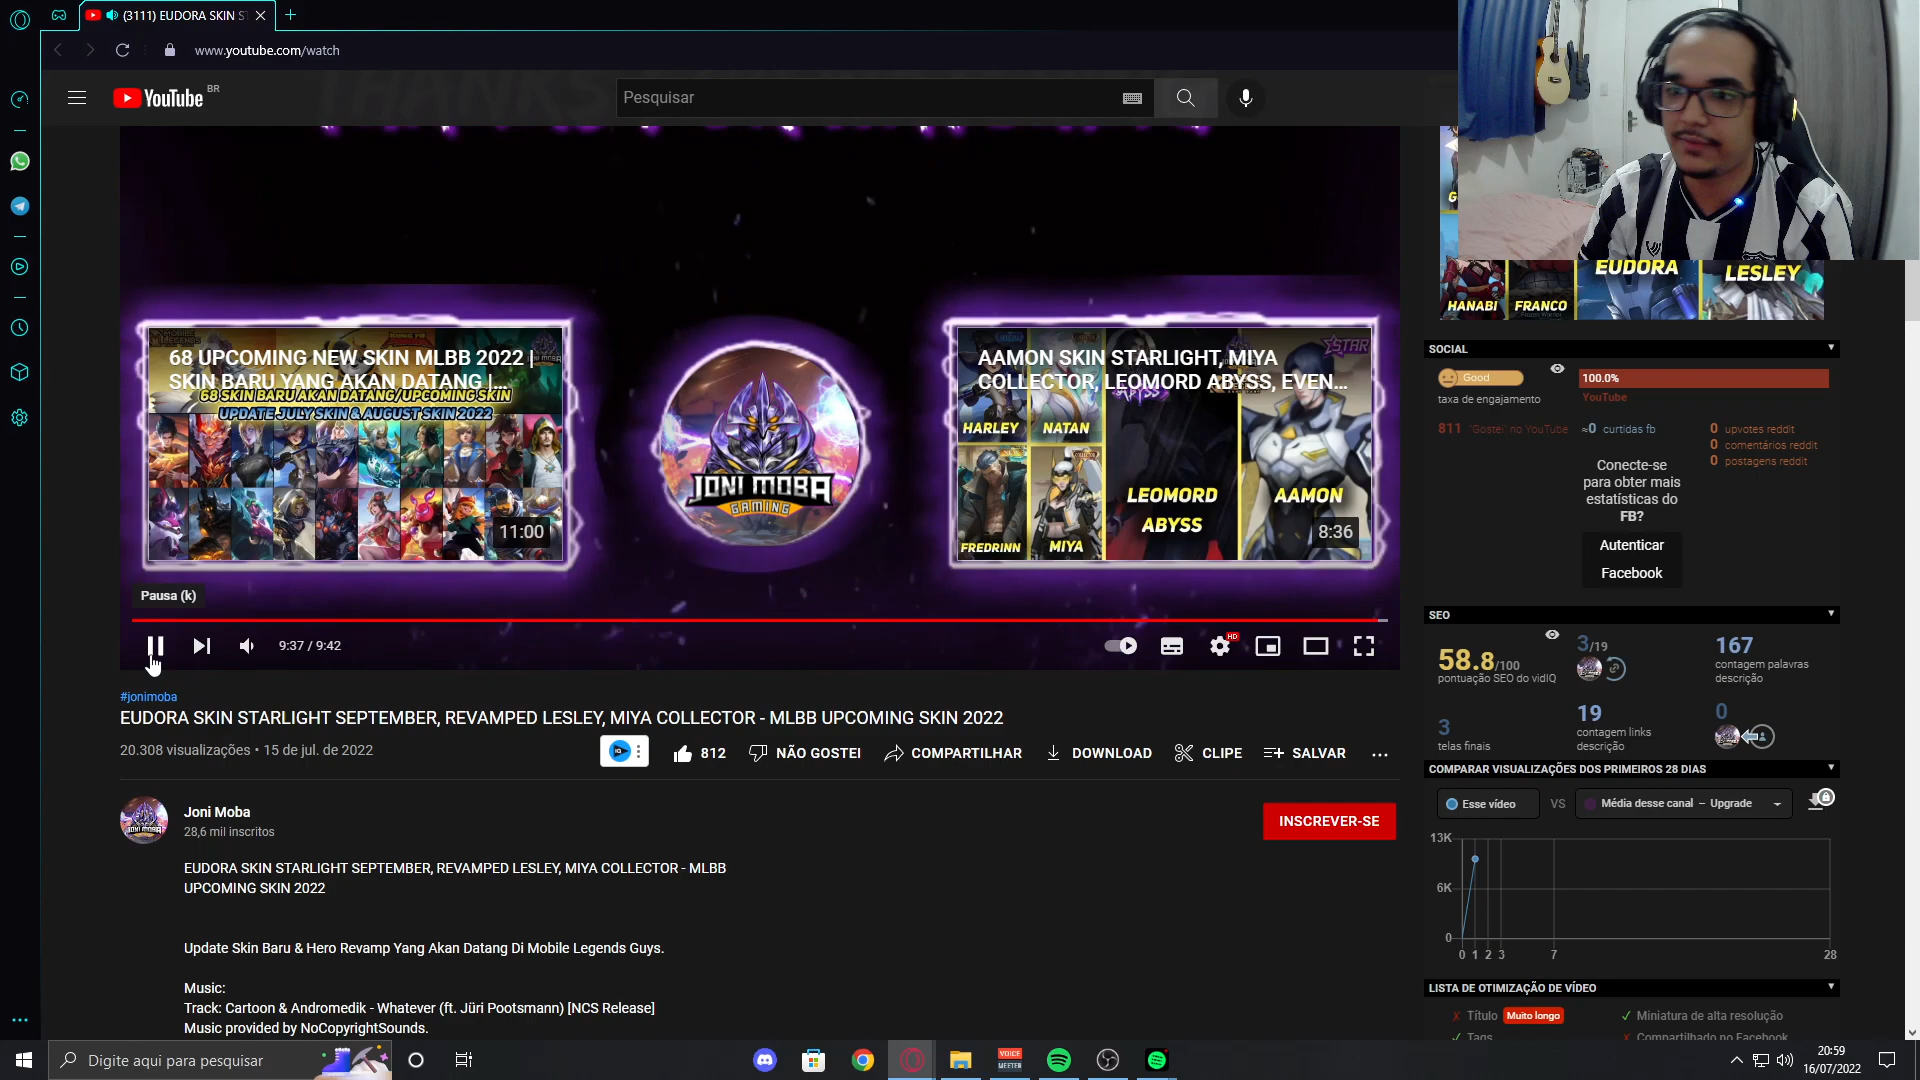 (3111) EUDORA SKIN ST
www.youtube.com/watch
YouTube BR
Pesquisar
EUDORA
LESLEY
HANABI
FRANCO
68 UPCOMING NEW SKIN MLBB 2022 |
SKIN BARU YANG AKAN DATANG |...
68 SKIN BARU AKAN DATANG/UPCOMING SKIN
UPDATE JULY SKIN & AUGUST SKIN 2022
11:00
JONI MOBA
GAMING
AAMON SKIN STARLIGHT, MIYA
COLLECTOR, LEOMORD ABYSS, EVEN...
STAR
HARLEY
NATAN
LEOMORD
ABYSS
AAMON
FREDRINN
MIYA
8:36
Pausa (k)
9:37 / 9:42
HD
#jonimoba
EUDORA SKIN STARLIGHT SEPTEMBER, REVAMPED LESLEY, MIYA COLLECTOR - MLBB UPCOMING SKIN 2022
20.308 visualizações • 15 de jul. de 2022
812
NÃO GOSTEI
COMPARTILHAR
DOWNLOAD
CLIPE
SALVAR
Joni Moba
28,6 mil inscritos
INSCREVER-SE
EUDORA SKIN STARLIGHT SEPTEMBER, REVAMPED LESLEY, MIYA COLLECTOR - MLBB
UPCOMING SKIN 2022
Update Skin Baru & Hero Revamp Yang Akan Datang Di Mobile Legends Guys.
Music:
Track: Cartoon & Andromedik - Whatever (ft. Jüri Pootsmann) [NCS Release]
Music provided by NoCopyrightSounds.
SOCIAL
Good
taxa de engajamento
100.0%
YouTube
811 "Gostei" no YouTube
≈0 curtidas fb
0 upvotes reddit
0 comentários reddit
0 postagens reddit
Conecte-se
para obter mais
estatísticas do
FB?
Autenticar
Facebook
SEO
58.8/100
pontuação SEO do vidIQ
3/19
167
contagem palavras
descrição
3
telas finais
19
contagem links
descrição
0
COMPARAR VISUALIZAÇÕES DOS PRIMEIROS 28 DIAS
Esse vídeo
VS
Média desse canal – Upgrade
13K
6K
0
0 1 2 3 7 28
LISTA DE OTIMIZAÇÃO DE VÍDEO
Título Muito longo
Miniatura de alta resolução
Tags
Compartilhado no Facebook
Digite aqui para pesquisar
VOICE
MEETER
20:59
16/07/2022